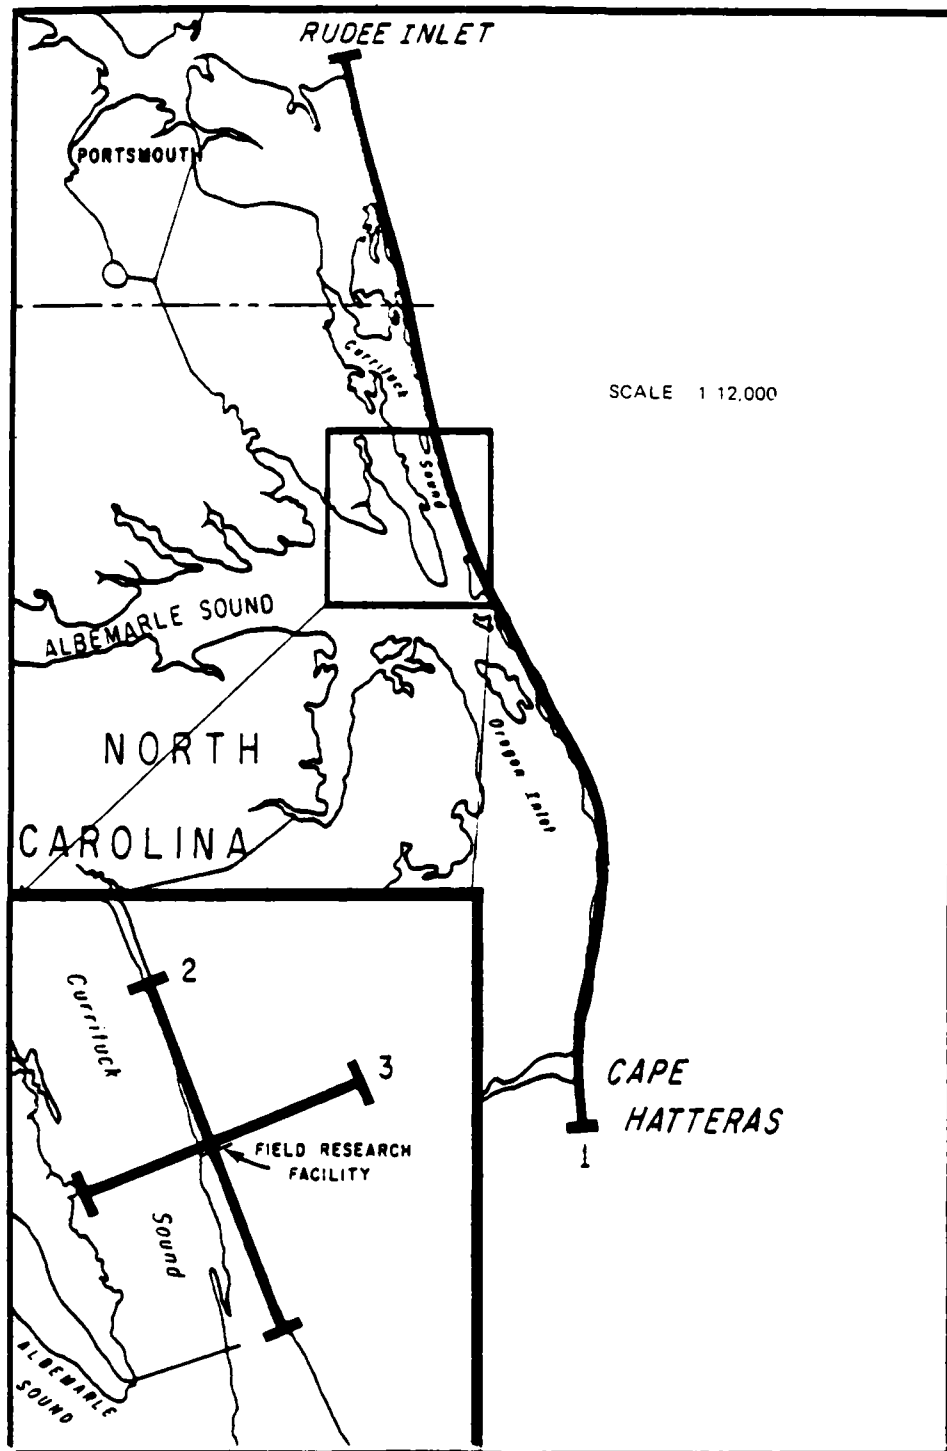 RUDEE INLET
PORTSMOUTH
Currituck
SCALE 1 12,000
Sound
ALBEMARLE SOUND
NORTH
Oregon Inlet
CAROLINA
2
Currituck
3
CAPE
HATTERAS
FIELD RESEARCH
FACILITY
1
Sound
ALBEMARLE
SOUND